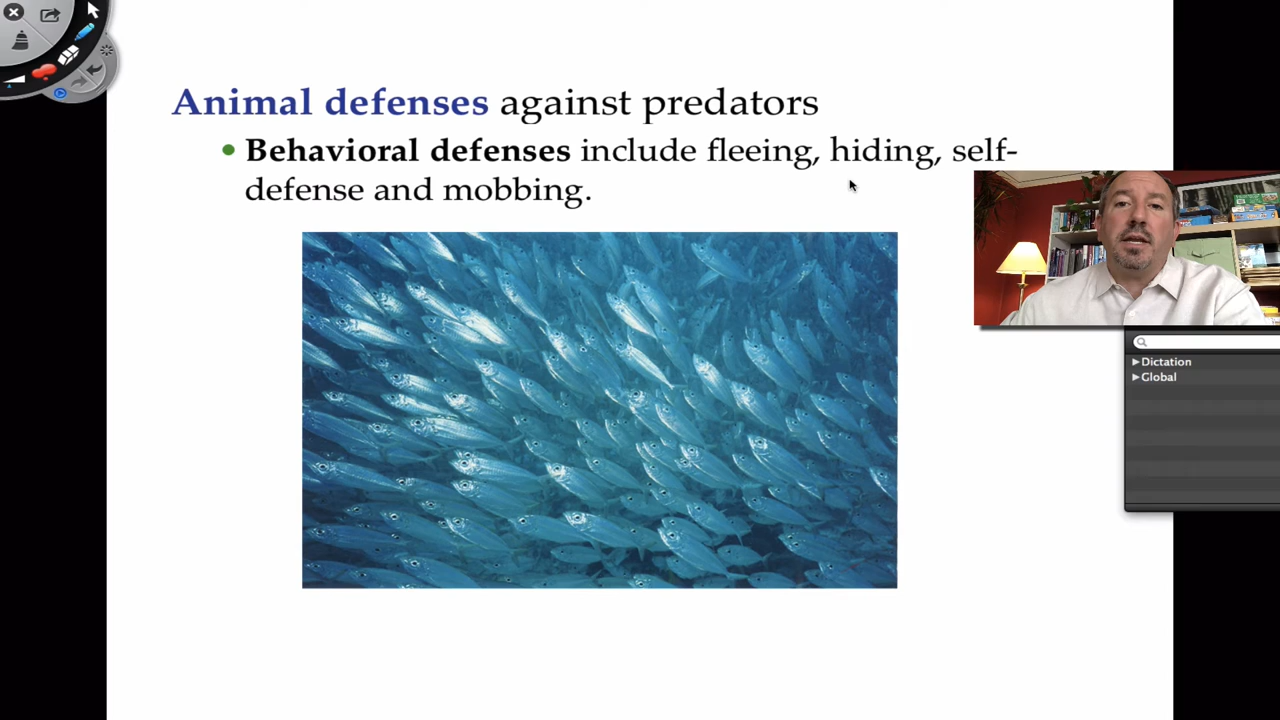 Animal defenses against predators
• Behavioral defenses include fleeing, hiding, self-
defense and mobbing.
Dictation
Global